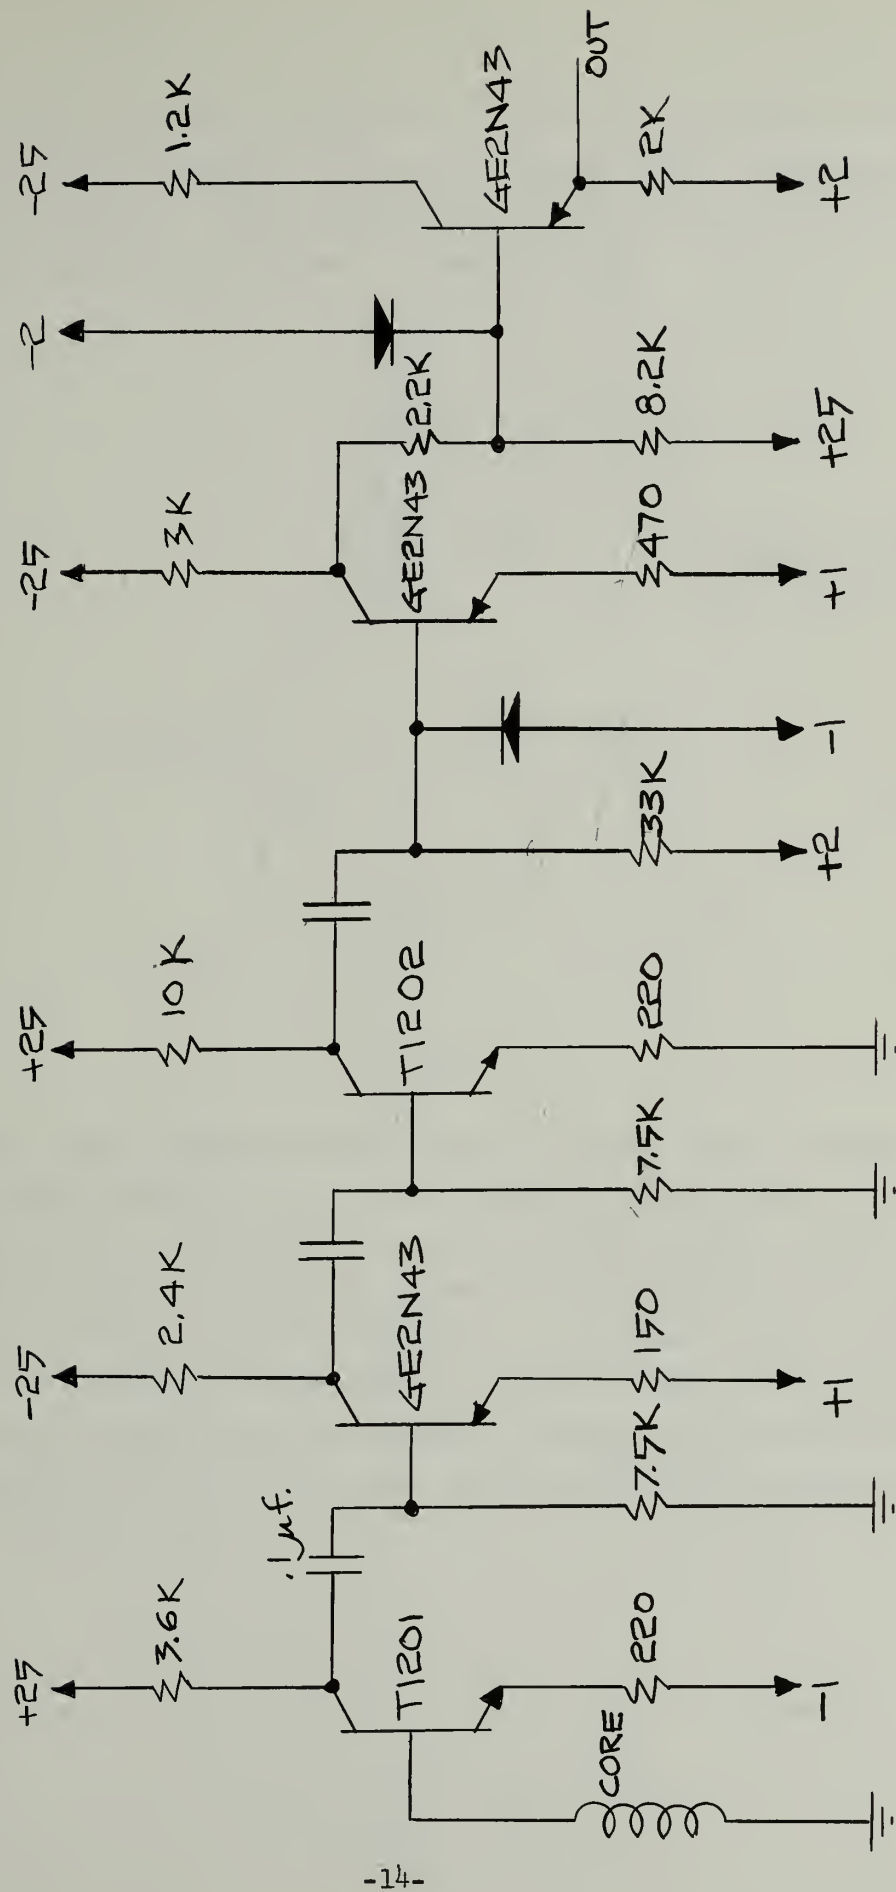 +25
-25
+25
-25
-2
-25
3.6K
2.4K
10K
3K
1.2K
.1µf.
TI201
GE2N43
TI202
GE2N43
2.2K
GE2N43
OUT
CORE
220
7.5K
150
7.5K
220
33K
470
8.2K
2K
-1
+1
+2
-1
+1
+25
+2
-14-